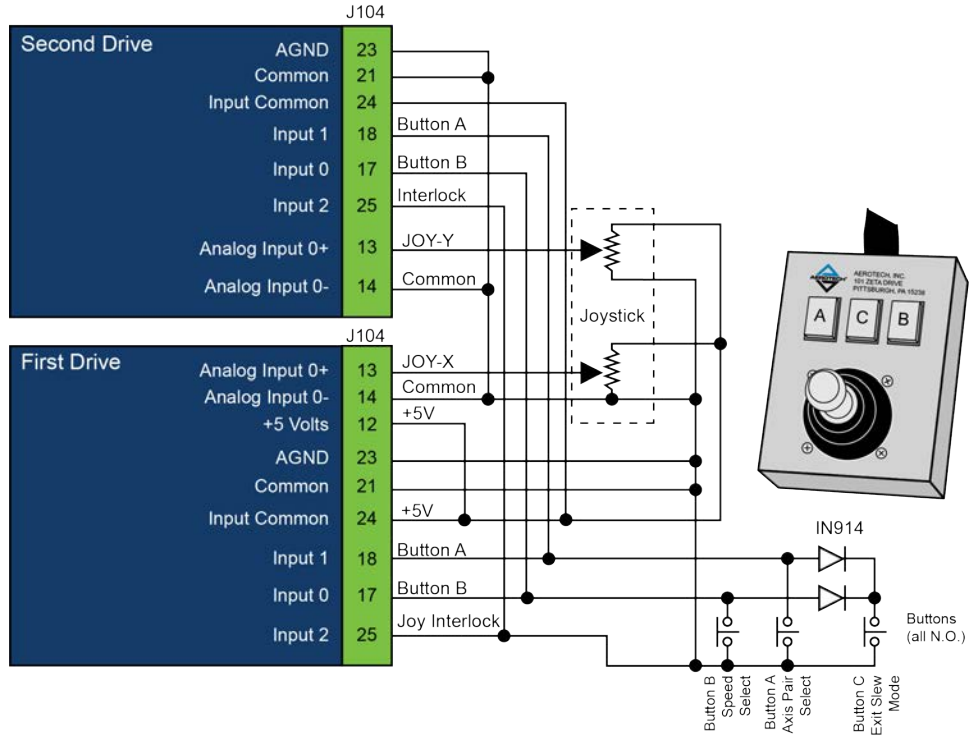 J104
Second Drive
AGND 23
Common 21
Input Common 24
Input 1 18 Button A
Input 0 17 Button B
Input 2 25 Interlock
Analog Input 0+ 13 JOY-Y
Analog Input 0- 14 Common
Joystick
J104
First Drive
Analog Input 0+ 13 JOY-X
Analog Input 0- 14 Common
+5 Volts 12 +5V
AGND 23
Common 21
Input Common 24 +5V
Input 1 18 Button A
Input 0 17 Button B
Input 2 25 Joy Interlock
AEROTECH
AEROTECH, INC.
101 ZETA DRIVE
PITTSBURGH, PA 15238
A C B
IN914
Buttons
(all N.O.)
Button B
Speed
Select
Button A
Axis Pair
Select
Button C
Exit Slew
Mode